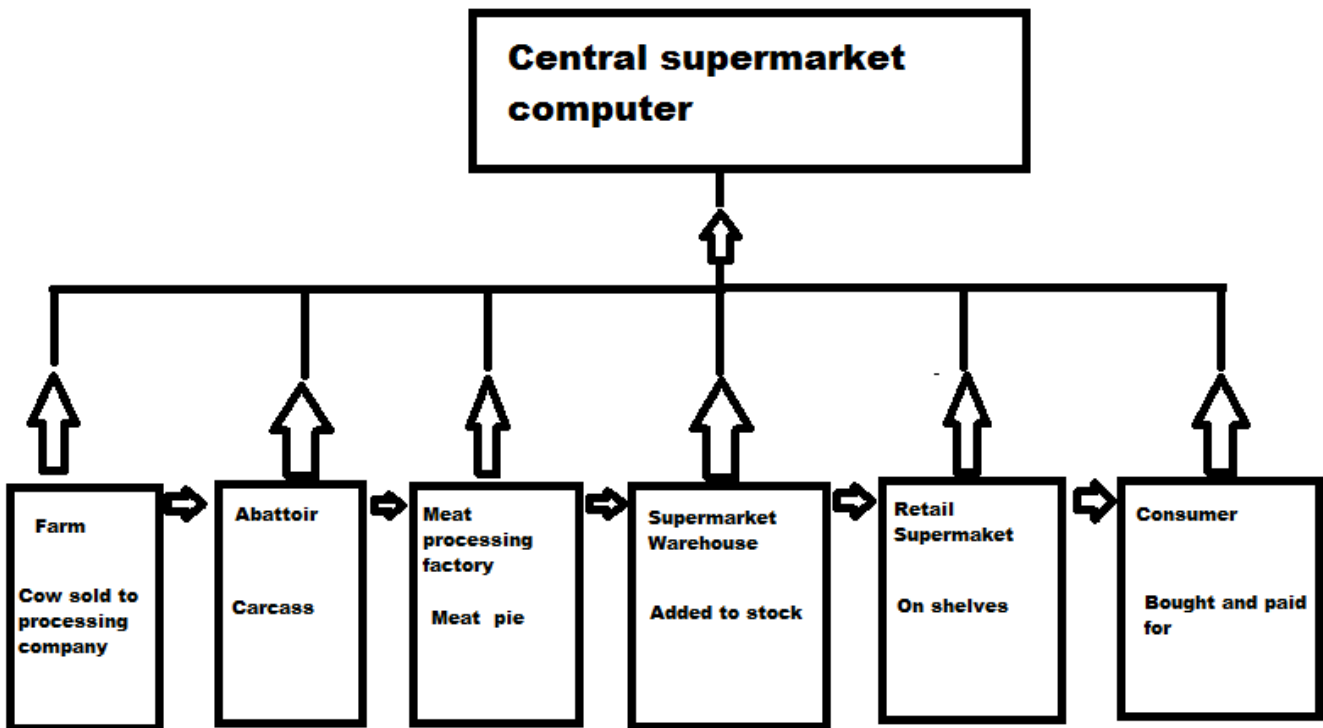 Central supermarket
computer
Farm
Cow sold to
processing
company
Abattoir
Carcass
Meat
processing
factory
Meat pie
Supermarket
Warehouse
Added to stock
Retail
Supermaket
On shelves
Consumer
Bought and paid
for